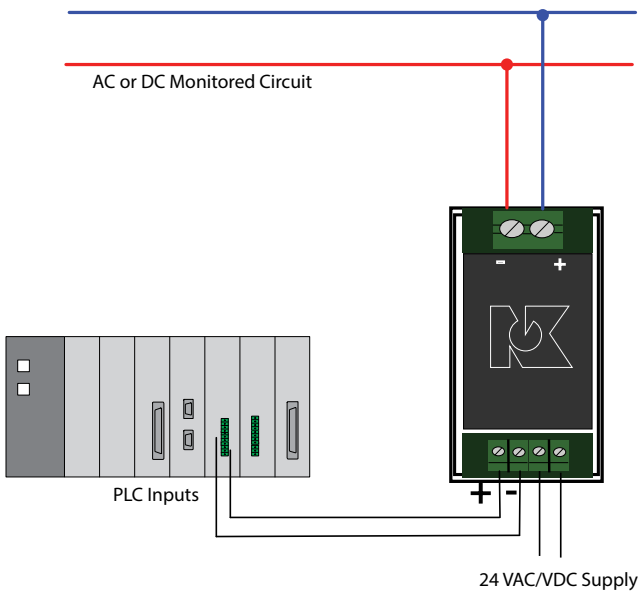 AC or DC Monitored Circuit
- +
PLC Inputs
+ -
24 VAC/VDC Supply